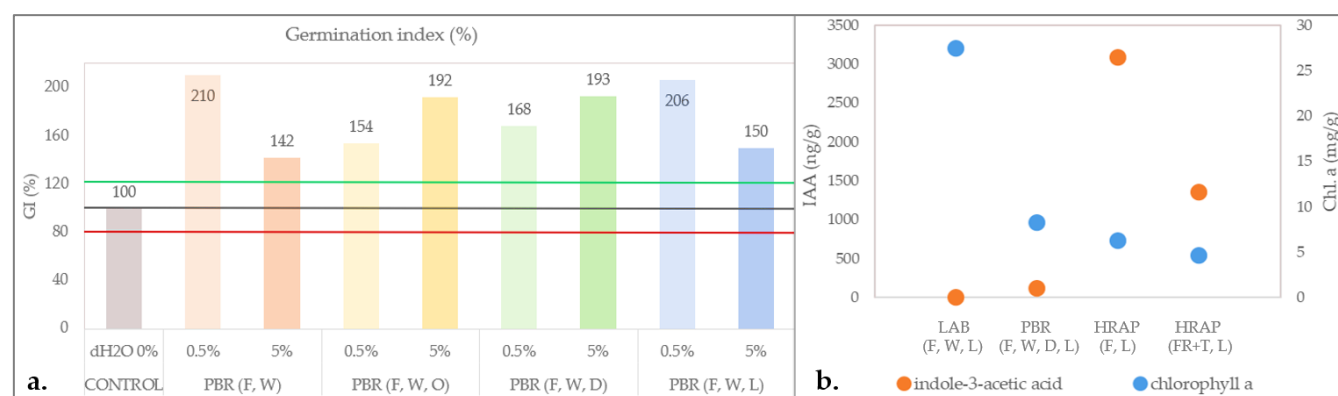 Germination index (%)
GI (%)
200
160
120
80
40
0
100
210
142
154
192
168
193
206
150
dH2O 0%
0.5%
5%
0.5%
5%
0.5%
5%
0.5%
5%
CONTROL
PBR (F, W)
PBR (F, W, O)
PBR (F, W, D)
PBR (F, W, L)
a.
IAA (ng/g)
3500
3000
2500
2000
1500
1000
500
0
30
25
20
15
10
5
0
Chl. a (mg/g)
LAB
(F, W, L)
PBR
(F, W, D, L)
HRAP
(F, L)
HRAP
(FR+T, L)
b.
indole-3-acetic acid
chlorophyll a